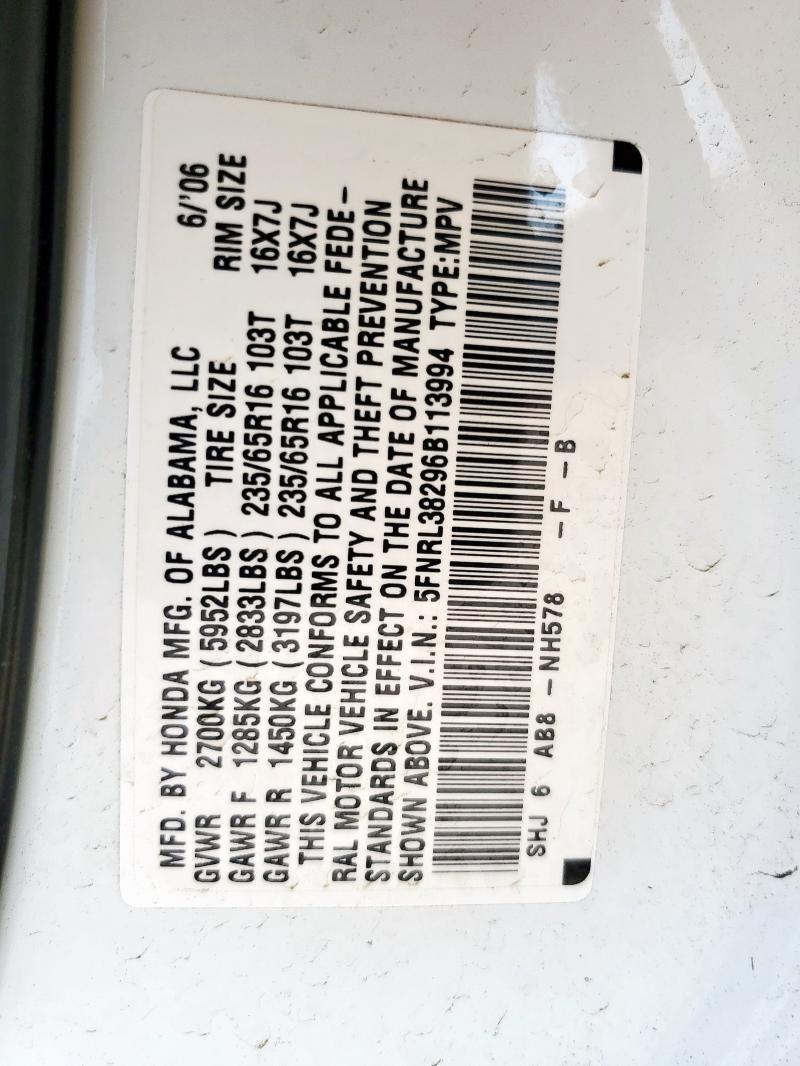 MFD. BY HONDA MFG. OF ALABAMA, LLC 6/'06
GVWR 2700KG (5952LBS) TIRE SIZE RIM SIZE
GAWR F 1285KG (2833LBS) 235/65R16 103T 16X7J
GAWR R 1450KG (3197LBS) 235/65R16 103T 16X7J
THIS VEHICLE CONFORMS TO ALL APPLICABLE FEDE-
RAL MOTOR VEHICLE SAFETY AND THEFT PREVENTION
STANDARDS IN EFFECT ON THE DATE OF MANUFACTURE
SHOWN ABOVE. V.I.N.: 5FNRL38296B113994 TYPE:MPV
SHJ 6 AB8 - NH578 - F - B